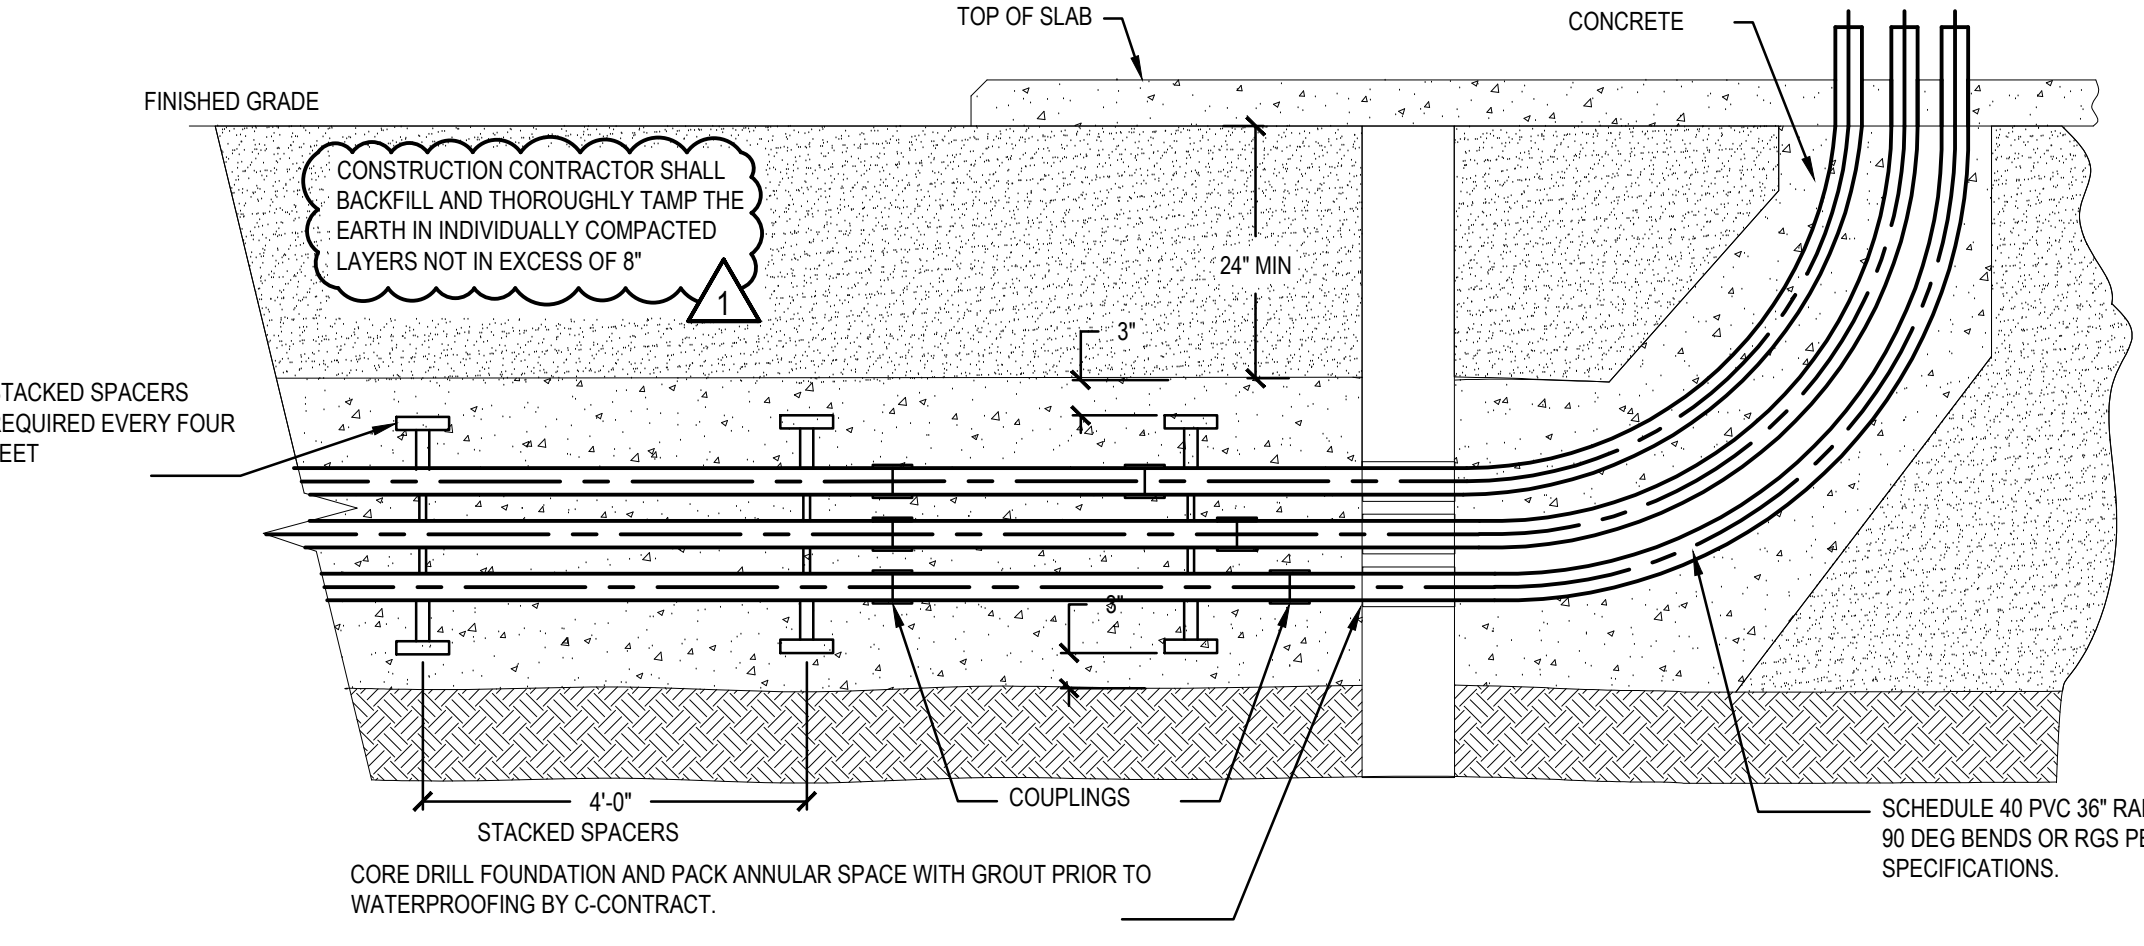 TOP OF SLAB
CONCRETE
FINISHED GRADE
CONSTRUCTION CONTRACTOR SHALL
BACKFILL AND THOROUGHLY TAMP THE
EARTH IN INDIVIDUALLY COMPACTED
LAYERS NOT IN EXCESS OF 8"
1
24" MIN
3"
TACKED SPACERS
REQUIRED EVERY FOUR
EET
3"
4'-0"
STACKED SPACERS
COUPLINGS
SCHEDULE 40 PVC 36" RA
90 DEG BENDS OR RGS PE
SPECIFICATIONS.
CORE DRILL FOUNDATION AND PACK ANNULAR SPACE WITH GROUT PRIOR TO
WATERPROOFING BY C-CONTRACT.